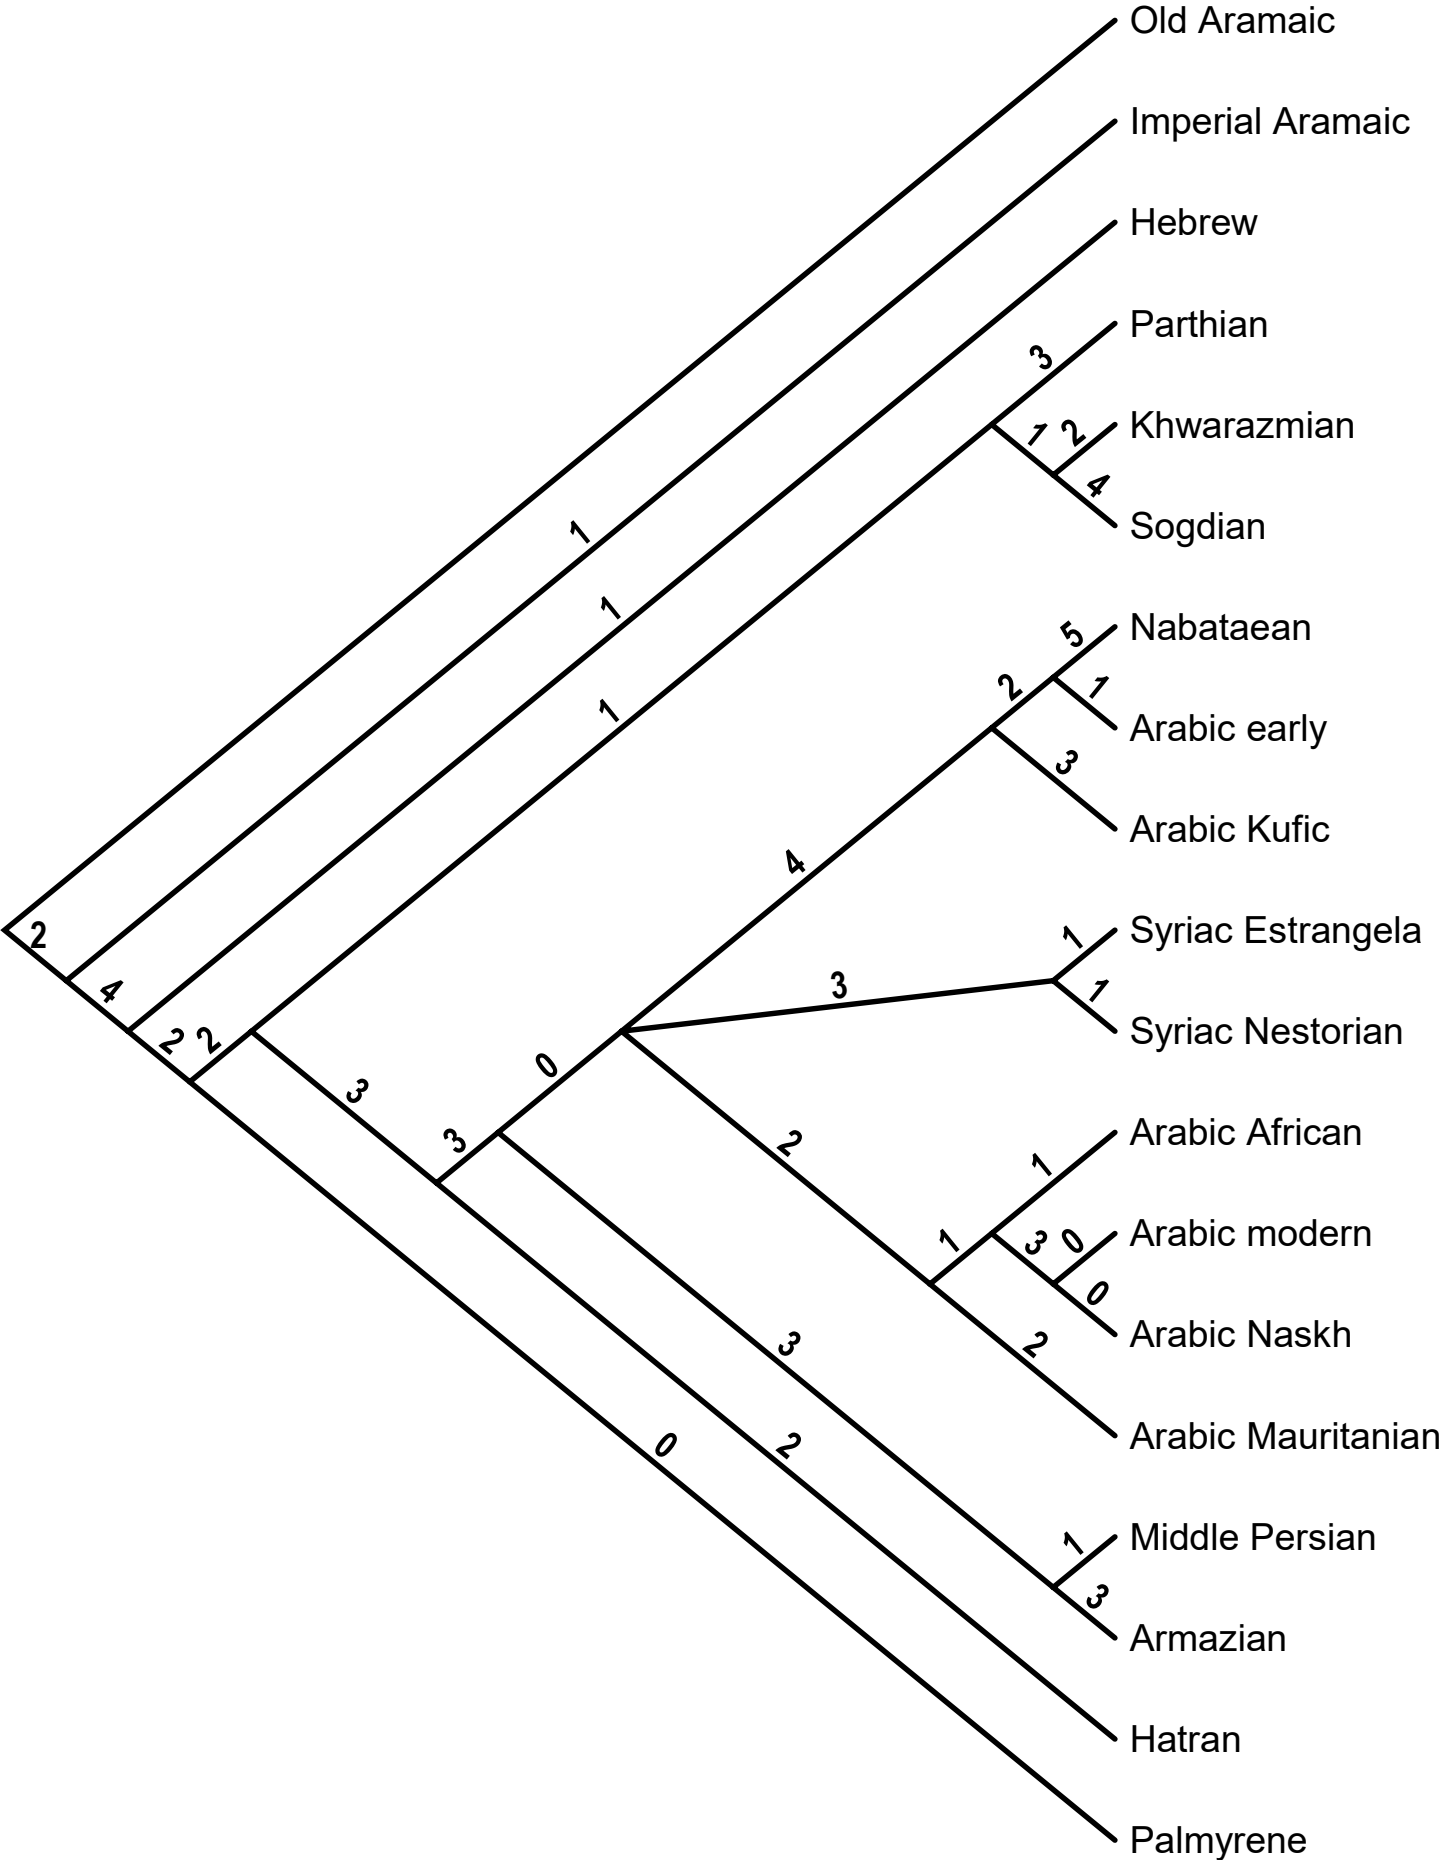 Old Aramaic
Imperial Aramaic
Hebrew
Parthian
3
Khwarazmian
1 2
4
Sogdian
1
1
Nabataean
5
2
1
1
Arabic early
3
Arabic Kufic
4
Syriac Estrangela
2
1
3
4
1
Syriac Nestorian
2 2
0
3
Arabic African
3
2
1
Arabic modern
1
3 0
0
Arabic Naskh
3
2
Arabic Mauritanian
0
2
Middle Persian
1
3
Armazian
Hatran
Palmyrene